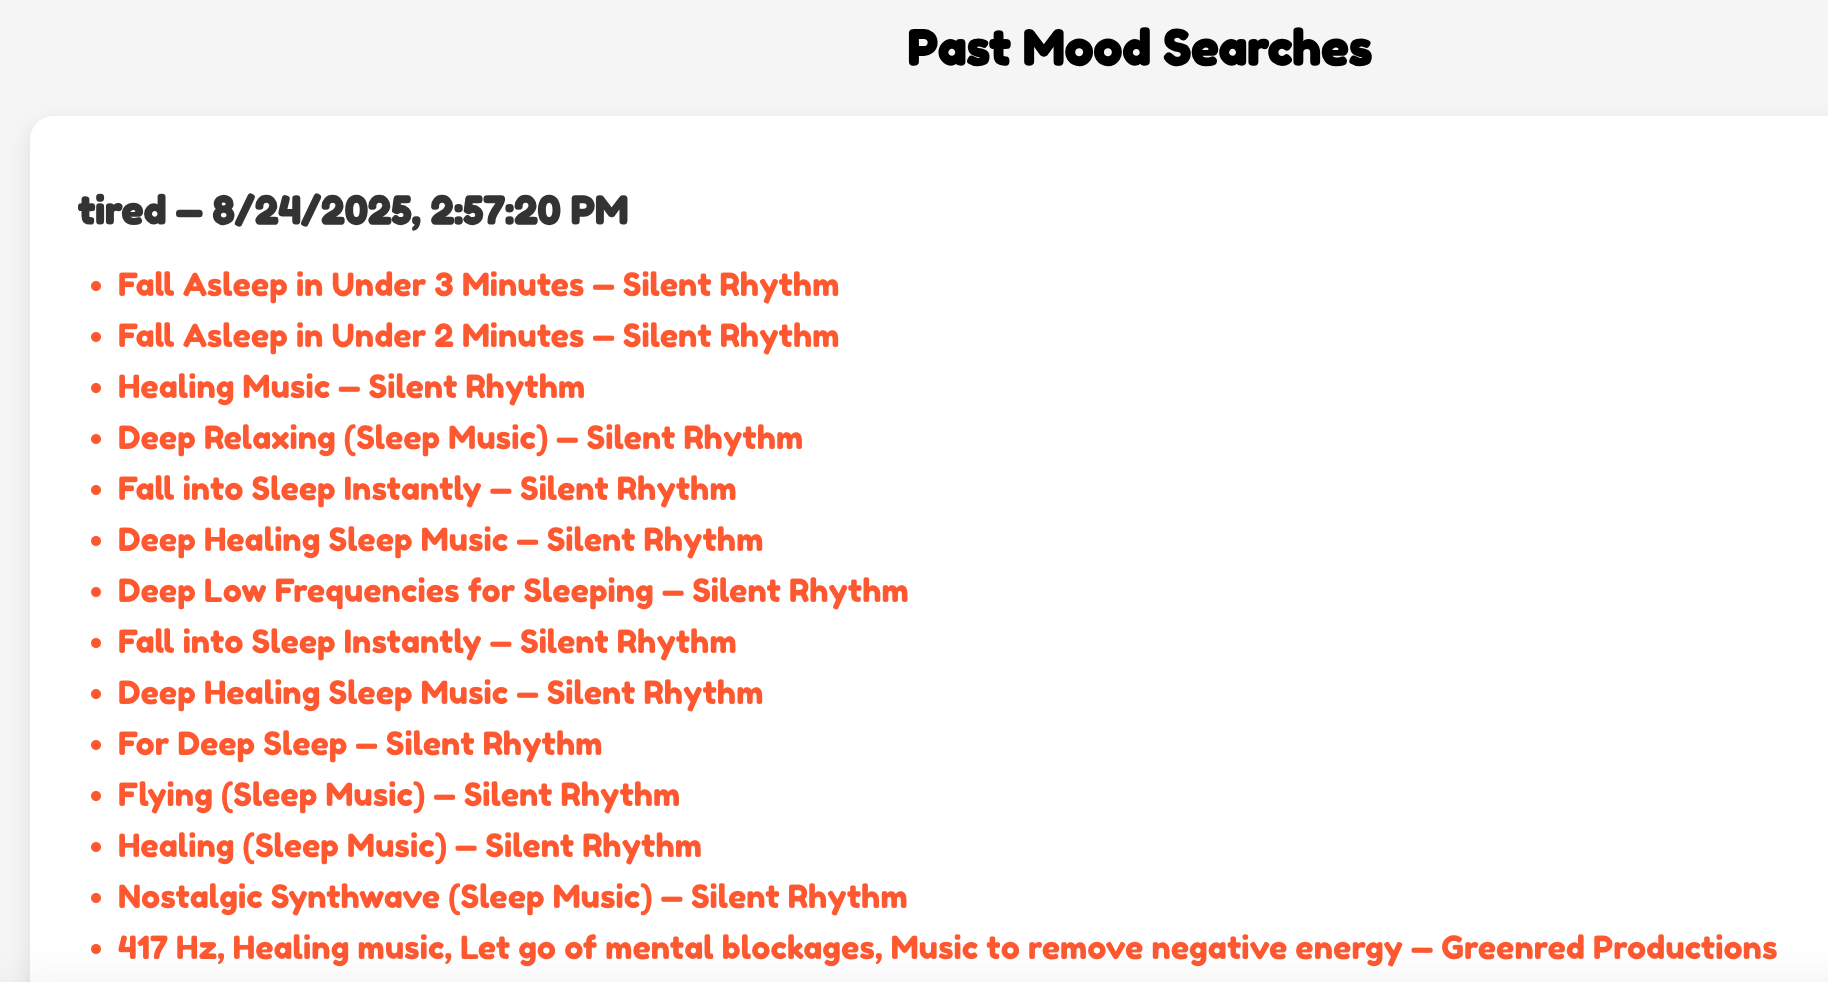 Past Mood Searches
tired – 8/24/2025, 2:57:20 PM
• Fall Asleep in Under 3 Minutes – Silent Rhythm
• Fall Asleep in Under 2 Minutes – Silent Rhythm
• Healing Music – Silent Rhythm
• Deep Relaxing (Sleep Music) – Silent Rhythm
• Fall into Sleep Instantly – Silent Rhythm
• Deep Healing Sleep Music – Silent Rhythm
• Deep Low Frequencies for Sleeping – Silent Rhythm
• Fall into Sleep Instantly – Silent Rhythm
• Deep Healing Sleep Music – Silent Rhythm
• For Deep Sleep – Silent Rhythm
• Flying (Sleep Music) – Silent Rhythm
• Healing (Sleep Music) – Silent Rhythm
• Nostalgic Synthwave (Sleep Music) – Silent Rhythm
• 417 Hz, Healing music, Let go of mental blockages, Music to remove negative energy – Greenred Productions